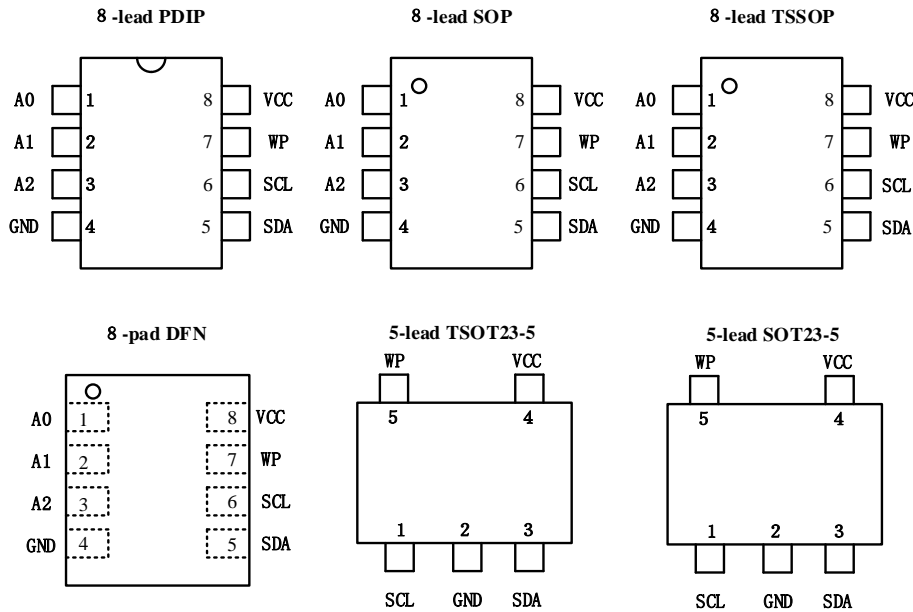 8 -lead PDIP
8 -lead SOP
8 -lead TSSOP
A0 1 8 VCC
A1 2 7 WP
A2 3 6 SCL
GND 4 5 SDA
A0 1 8 VCC
A1 2 7 WP
A2 3 6 SCL
GND 4 5 SDA
A0 1 8 VCC
A1 2 7 WP
A2 3 6 SCL
GND 4 5 SDA
8 -pad DFN
A0 1 8 VCC
A1 2 7 WP
A2 3 6 SCL
GND 4 5 SDA
5-lead TSOT23-5
WP VCC
5 4
1 2 3
SCL GND SDA
5-lead SOT23-5
WP VCC
5 4
1 2 3
SCL GND SDA